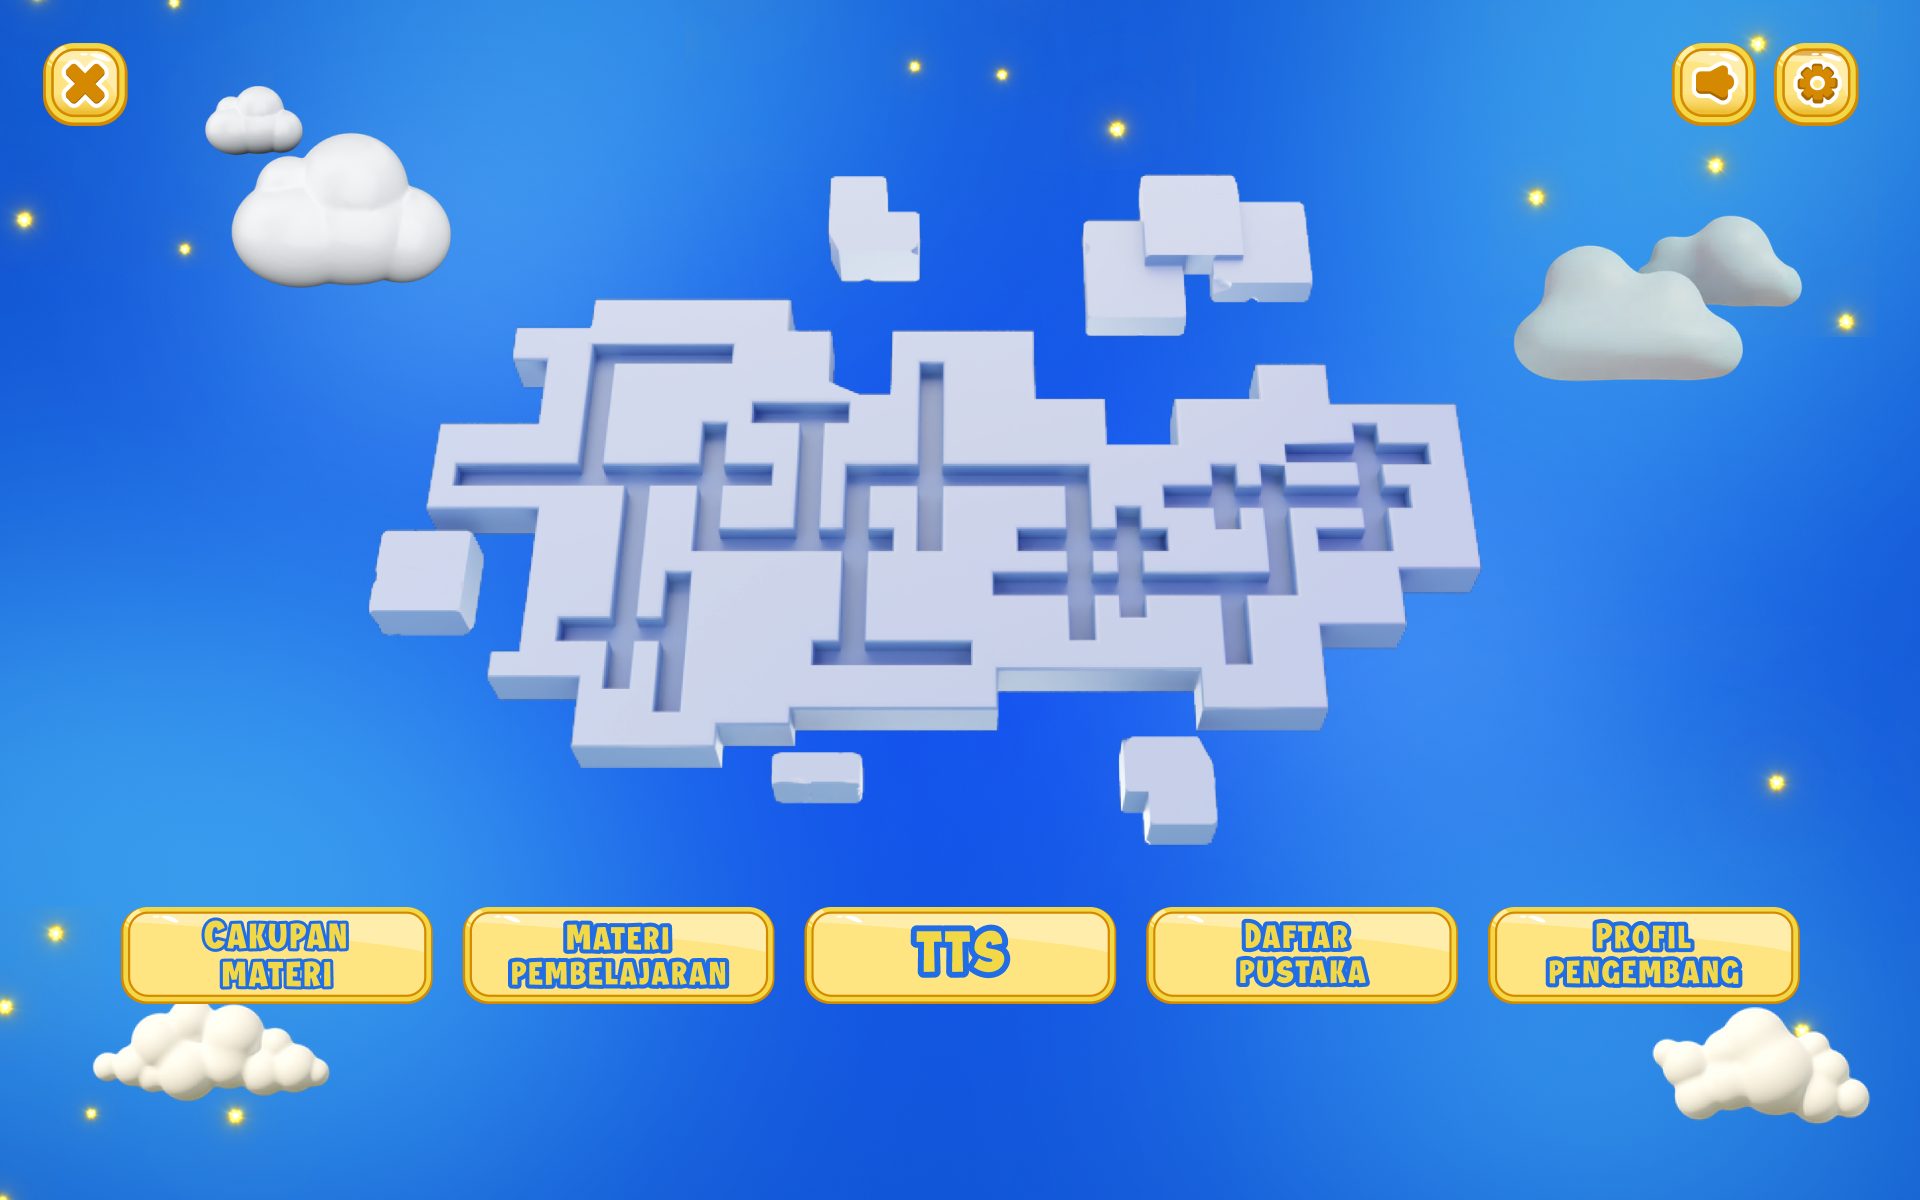 CAKUPAN
MATERI
MATERI
PEMBELAJARAN
TTS
DAFTAR
PUSTAKA
PROFIL
PENGEMBANG